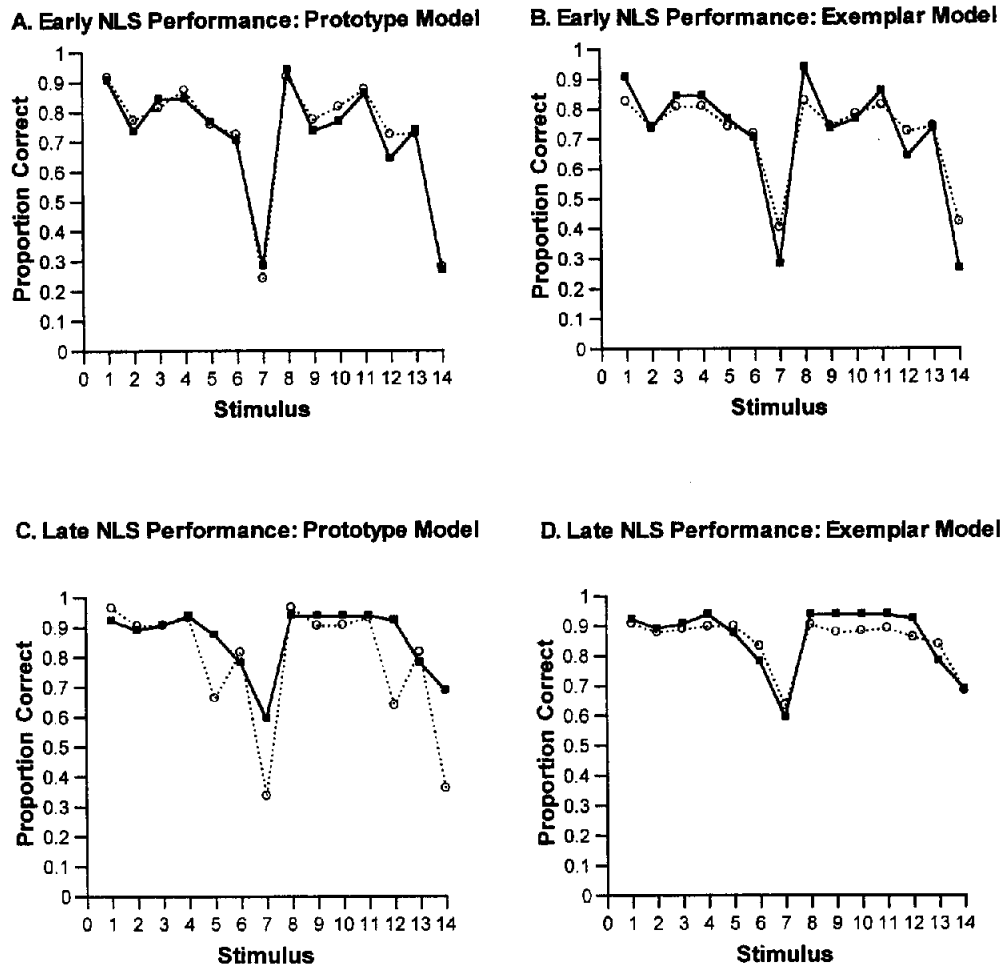 A. Early NLS Performance: Prototype Model
1
0.9
0.8
0.7
0.6
0.5
0.4
0.3
0.2
0.1
0
Proportion Correct
0 1 2 3 4 5 6 7 8 9 10 11 12 13 14
Stimulus
B. Early NLS Performance: Exemplar Model
1
0.9
0.8
0.7
0.6
0.5
0.4
0.3
0.2
0.1
0
Proportion Correct
0 1 2 3 4 5 6 7 8 9 10 11 12 13 14
Stimulus
C. Late NLS Performance: Prototype Model
1
0.9
0.8
0.7
0.6
0.5
0.4
0.3
0.2
0.1
0
Proportion Correct
0 1 2 3 4 5 6 7 8 9 10 11 12 13 14
Stimulus
D. Late NLS Performance: Exemplar Model
1
0.9
0.8
0.7
0.6
0.5
0.4
0.3
0.2
0.1
0
Proportion Correct
0 1 2 3 4 5 6 7 8 9 10 11 12 13 14
Stimulus